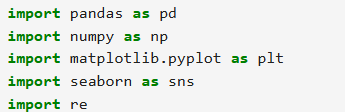 import pandas as pd
import numpy as np
import matplotlib.pyplot as plt
import seaborn as sns
import re